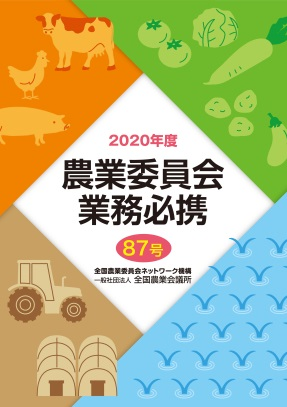 2020年度
農業委員会
業務必携
87号
全国農業委員会ネットワーク機構
一般社団法人 全国農業会議所